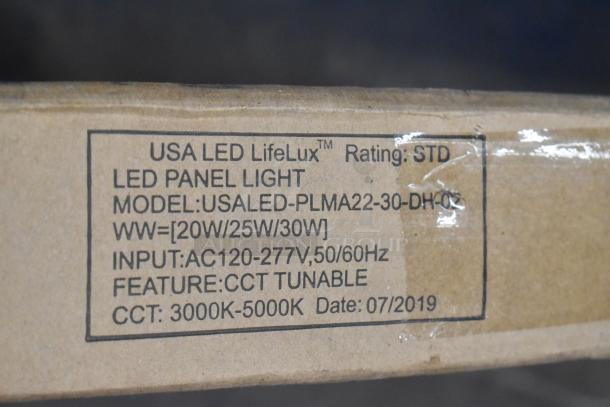 USA LED LifeLux™ Rating: STD
LED PANEL LIGHT
MODEL:USALED-PLMA22-30-DH-02
WW=[20W/25W/30W]
INPUT:AC120-277V,50/60Hz
FEATURE:CCT TUNABLE
CCT: 3000K-5000K Date: 07/2019